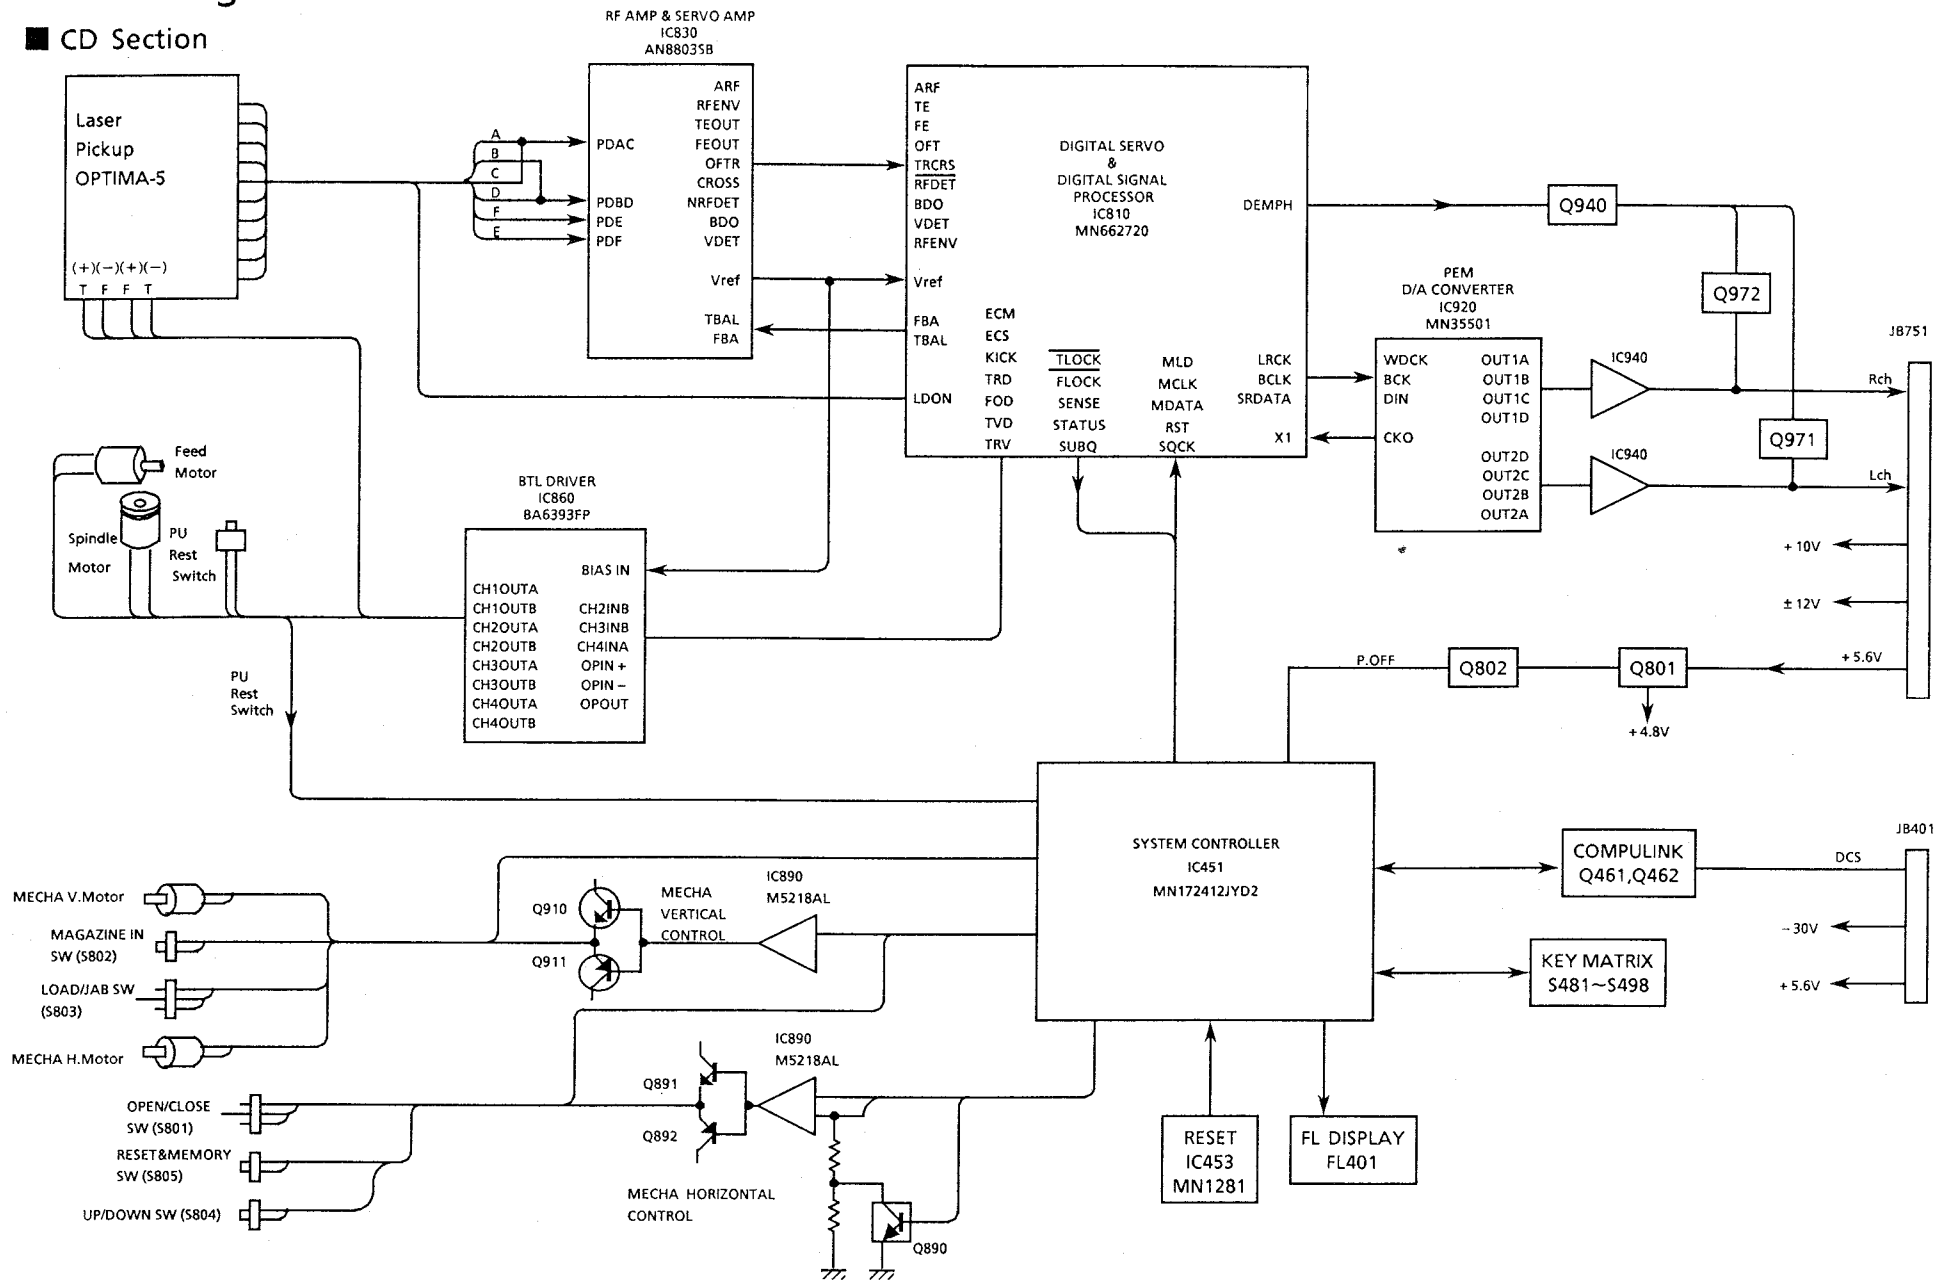 CD Section
RF AMP & SERVO AMP
IC830
AN8803SB
Laser
Pickup
OPTIMA-5
(+)(−)(+)(−)
T F F T
A
B
C
D
F
E
PDAC
PDBD
PDE
PDF
ARF
RFENV
TEOUT
FEOUT
OFTR
CROSS
NRFDET
BDO
VDET
Vref
TBAL
FBA
ARF
TE
FE
OFT
TRCRS
RFDET
BDO
VDET
RFENV
Vref
FBA
TBAL
LDON
DIGITAL SERVO
&
DIGITAL SIGNAL
PROCESSOR
IC810
MN662720
ECM
ECS
KICK
TRD
FOD
TVD
TRV
TLOCK
FLOCK
SENSE
STATUS
SUBQ
MLD
MCLK
MDATA
RST
SQCK
DEMPH
LRCK
BCLK
SRDATA
X1
Q940
Q972
Q971
PEM
D/A CONVERTER
IC920
MN35501
WDCK
BCK
DIN
CKO
OUT1A
OUT1B
OUT1C
OUT1D
OUT2D
OUT2C
OUT2B
OUT2A
IC940
IC940
JB751
Rch
Lch
+10V
±12V
+5.6V
P.OFF
Q802
Q801
+4.8V
Feed
Motor
Spindle
Motor
PU
Rest
Switch
PU
Rest
Switch
BTL DRIVER
IC860
BA6393FP
BIAS IN
CH1OUTA
CH1OUTB
CH2OUTA
CH2OUTB
CH3OUTA
CH3OUTB
CH4OUTA
CH4OUTB
CH2INB
CH3INB
CH4INA
OPIN+
OPIN−
OPOUT
SYSTEM CONTROLLER
IC451
MN172412JYD2
COMPULINK
Q461,Q462
DCS
JB401
−30V
+5.6V
KEY MATRIX
S481~S498
RESET
IC453
MN1281
FL DISPLAY
FL401
MECHA V.Motor
MAGAZINE IN
SW (S802)
LOAD/JAB SW
(S803)
MECHA H.Motor
Q910
Q911
MECHA
VERTICAL
CONTROL
IC890
M5218AL
OPEN/CLOSE
SW (S801)
RESET&MEMORY
SW (S805)
UP/DOWN SW (S804)
Q891
Q892
IC890
M5218AL
MECHA HORIZONTAL
CONTROL
Q890